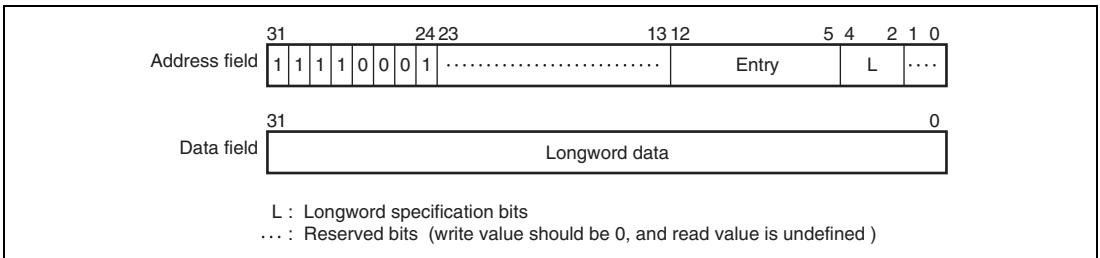 31 24 23 13 12 5 4 2 1 0
Address field 1 1 1 1 0 0 0 1 ........................... Entry L ····
31 0
Data field Longword data
L : Longword specification bits
··· : Reserved bits (write value should be 0, and read value is undefined )